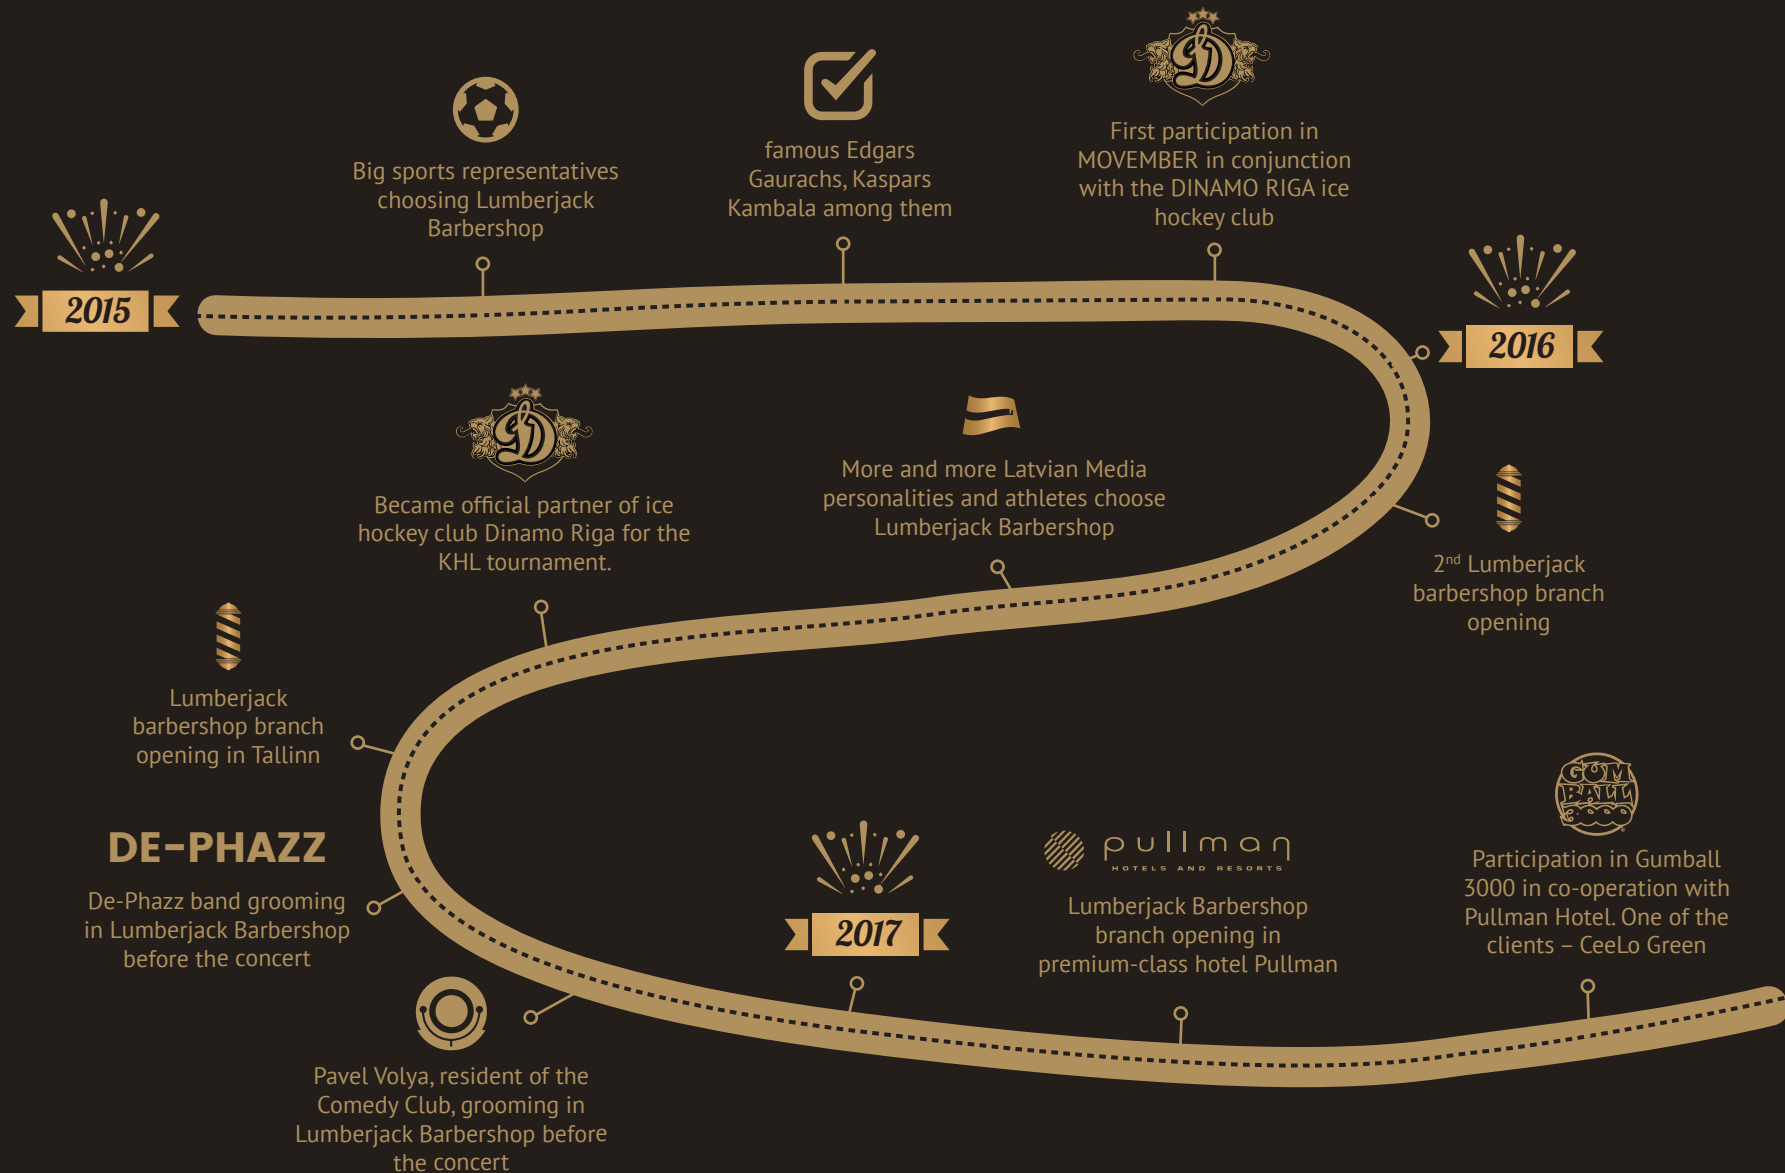 2015
Big sports representatives
choosing Lumberjack
Barbershop
famous Edgars
Gaurachs, Kaspars
Kambala among them
First participation in
MOVEMBER in conjunction
with the DINAMO RIGA ice
hockey club
2016
2nd Lumberjack
barbershop branch
opening
More and more Latvian Media
personalities and athletes choose
Lumberjack Barbershop
Became official partner of ice
hockey club Dinamo Riga for the
KHL tournament.
Lumberjack
barbershop branch
opening in Tallinn
DE-PHAZZ
De-Phazz band grooming
in Lumberjack Barbershop
before the concert
Pavel Volya, resident of the
Comedy Club, grooming in
Lumberjack Barbershop before
the concert
2017
pullman
HOTELS AND RESORTS
Lumberjack Barbershop
branch opening in
premium-class hotel Pullman
GUM
BALL
Participation in Gumball
3000 in co-operation with
Pullman Hotel. One of the
clients – CeeLo Green